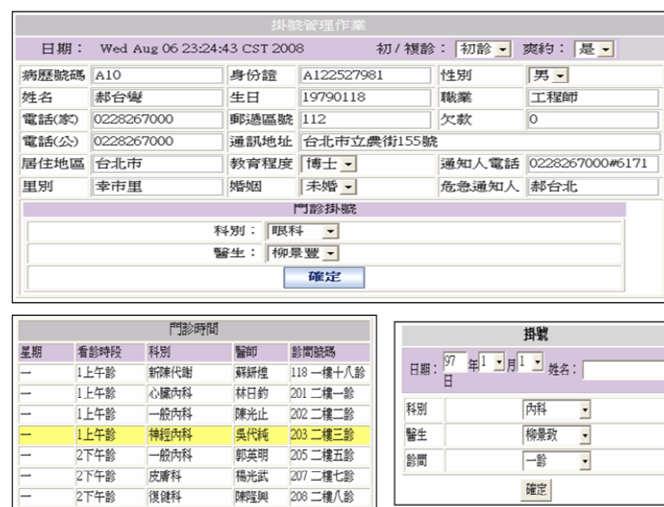 掛號管理作業
日期： Wed Aug 06 23:24:43 CST 2008 初/複診： 初診 爽約： 是
病歷號碼 A10 身份證 A122527981 性別 男
姓名 郝台灣 生日 19790118 職業 工程師
電話(家) 0228267000 郵遞區號 112 欠款 0
電話(公) 0228267000 通訊地址 台北市立農街155號
居住地區 台北市 教育程度 博士 通知人電話 0228267000#6171
里別 幸市里 婚姻 未婚 危急通知人 郝台北
門診掛號
科別： 眼科
醫生： 柳景豐
確定
門診時間
星期 看診時段 科別 醫師 診間號碼
一 1上午診 新陳代謝 蘇 118 一樓十八診
一 1上午診 心臟內科 林日鈞 201 二樓一診
一 1上午診 一般內科 陳光止 202 二樓二診
一 1上午診 神經內科 吳代純 203 二樓三診
一 2下午診 一般內科 郭英明 205 二樓五診
一 2下午診 皮膚科 楊光武 207 二樓七診
一 2下午診 復健科 陳隆興 208 二樓八診
掛號
日期： 97 年 1 月 1 日 姓名：
科別 內科
醫生 柳景致
診間 一診
確定